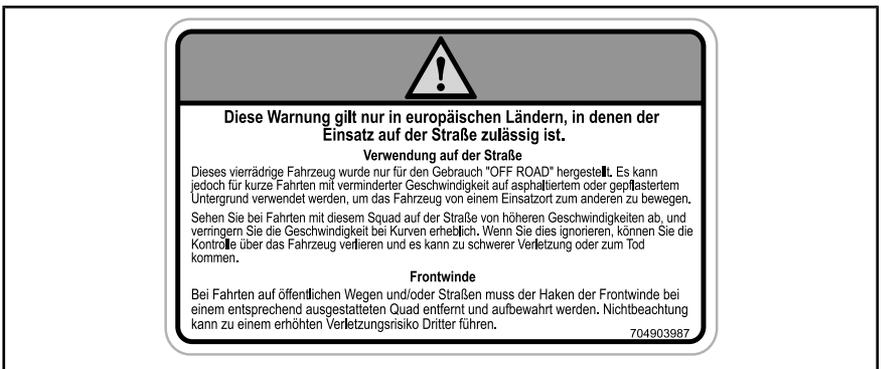 Diese Warnung gilt nur in europäischen Ländern, in denen der
Einsatz auf der Straße zulässig ist.
Verwendung auf der Straße
Dieses vierrädrige Fahrzeug wurde nur für den Gebrauch "OFF ROAD" hergestellt. Es kann
jedoch für kurze Fahrten mit verminderter Geschwindigkeit auf asphaltiertem oder gepflastertem
Untergrund verwendet werden, um das Fahrzeug von einem Einsatzort zum anderen zu bewegen.
Sehen Sie bei Fahrten mit diesem Squad auf der Straße von höheren Geschwindigkeiten ab, und
verringern Sie die Geschwindigkeit bei Kurven erheblich. Wenn Sie dies ignorieren, können Sie die
Kontrolle über das Fahrzeug verlieren und es kann zu schwerer Verletzung oder zum Tod
kommen.
Frontwinde
Bei Fahrten auf öffentlichen Wegen und/oder Straßen muss der Haken der Frontwinde bei
einem entsprechend ausgestatteten Quad entfernt und aufbewahrt werden. Nichtbeachtung
kann zu einem erhöhten Verletzungsrisiko Dritter führen.
704903987